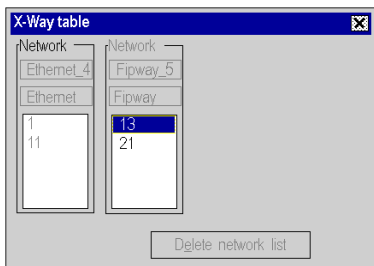 X-Way table
Network Network
Ethernet_4 Fipway_5
Ethernet Fipway
1 13
11 21
Delete network list